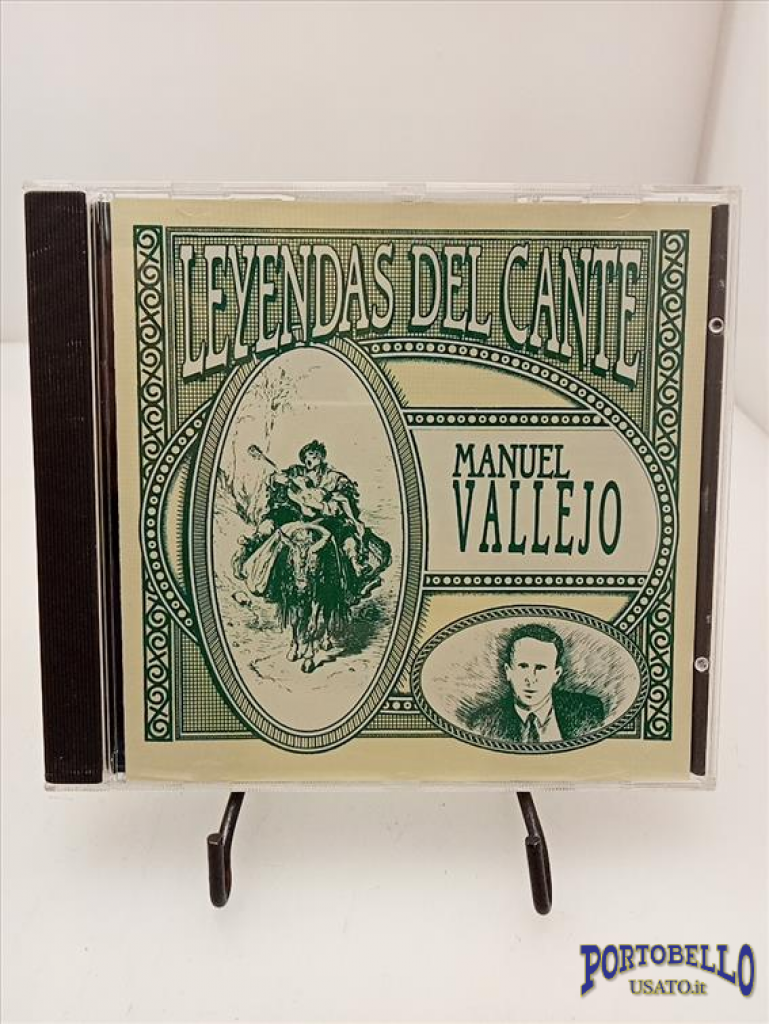 LEYENDAS DEL CANTE
MANUEL
VALLEJO
PORTOBELLO
USATO.it